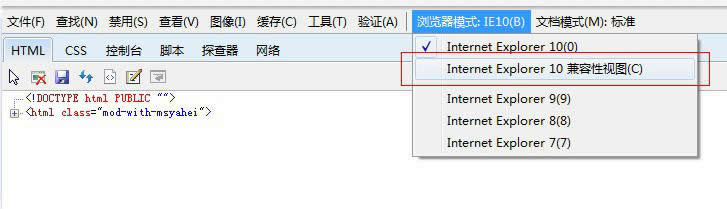 文件(F) 查找(N) 禁用(S) 查看(V) 图像(I) 缓存(C) 工具(T) 验证(A) 浏览器模式: IE10(B) 文档模式(M): 标准
HTML CSS 控制台 脚本 探查器 网络
Internet Explorer 10(0)
Internet Explorer 10 兼容性视图(C)
Internet Explorer 9(9)
Internet Explorer 8(8)
Internet Explorer 7(7)
<!DOCTYPE html PUBLIC "">
<html class="mod-with-msyahei">